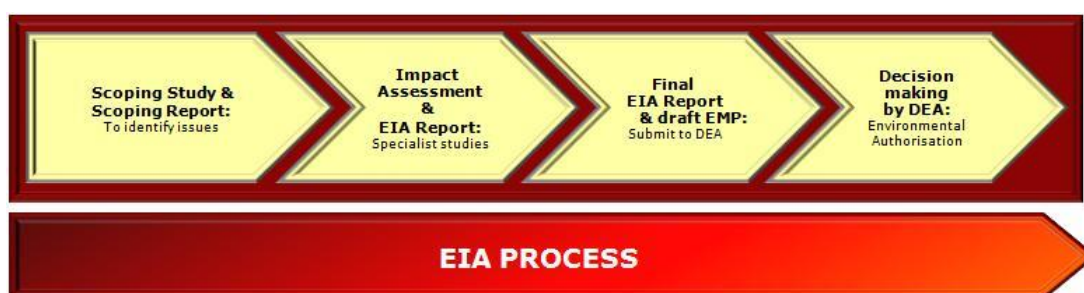 Scoping Study &
Scoping Report:
To identify issues
Impact
Assessment
&
EIA Report:
Specialist studies
Final
EIA Report
& draft EMP:
Submit to DEA
Decision
making
by DEA:
Environmental
Authorisation
EIA PROCESS